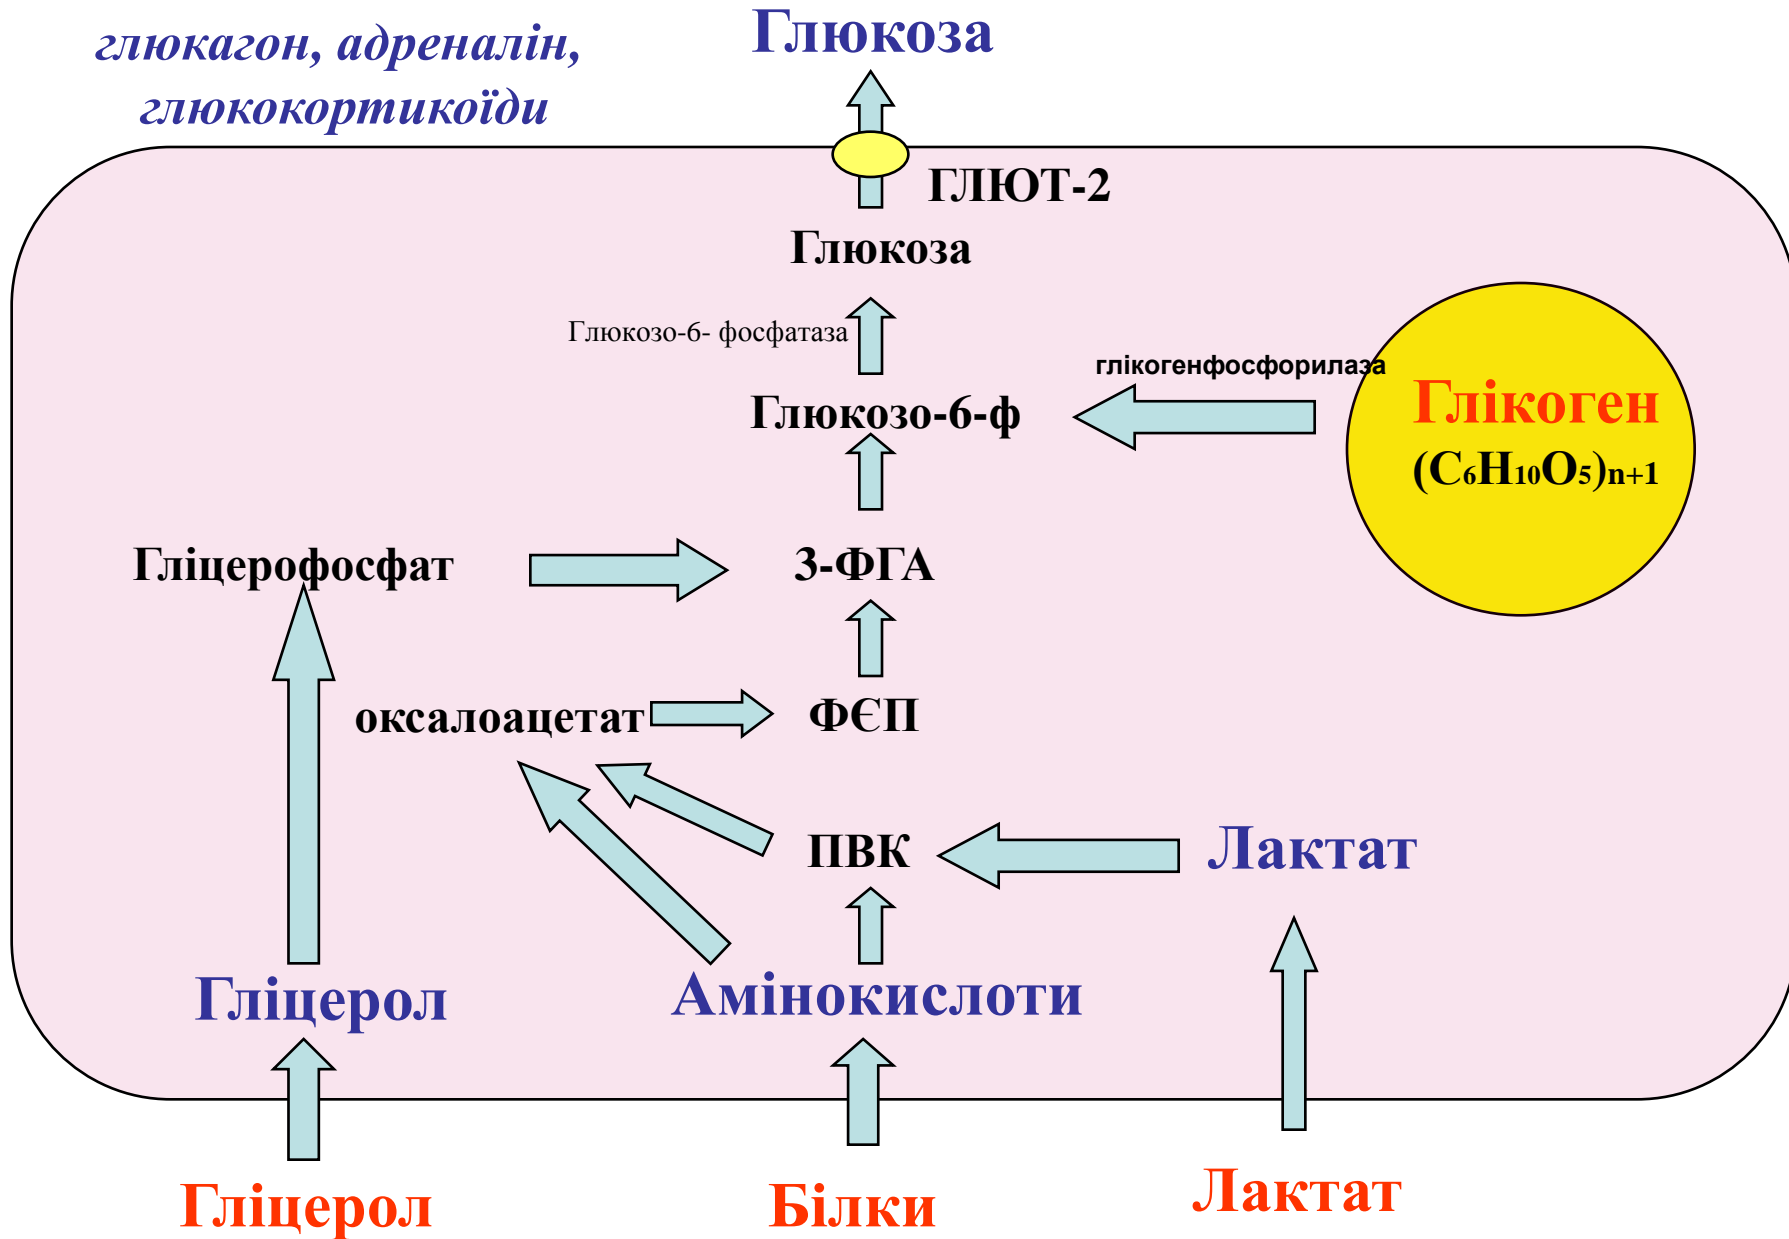 глюкагон, адреналін,
глюкокортикоїди
Глюкоза
ГЛЮТ-2
Глюкоза
Глюкозо-6- фосфатаза
глікогенфосфорилаза
Глюкозо-6-ф
Глікоген
(C₆H₁₀O₅)n+1
Гліцерофосфат
3-ФГА
оксалоацетат
ФЄП
ПВК
Лактат
Гліцерол
Амінокислоти
Гліцерол
Білки
Лактат